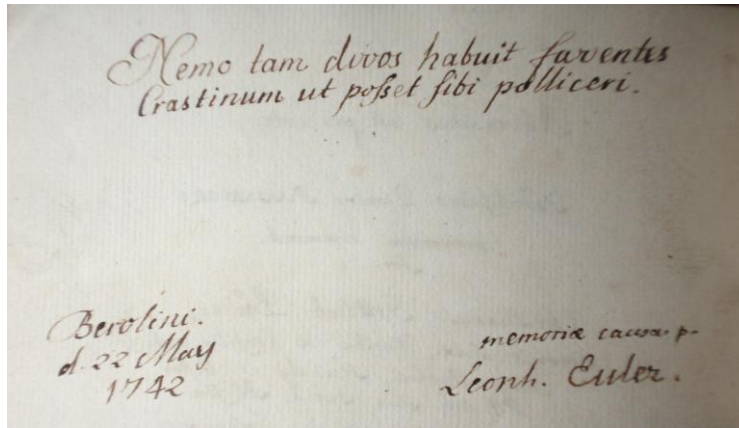 Nemo tam divos habuit faventes
Crastinum ut posset sibi polliceri.
Berolini.
d. 22 May
1742
memoriæ causa. p.
Leonh. Euler.